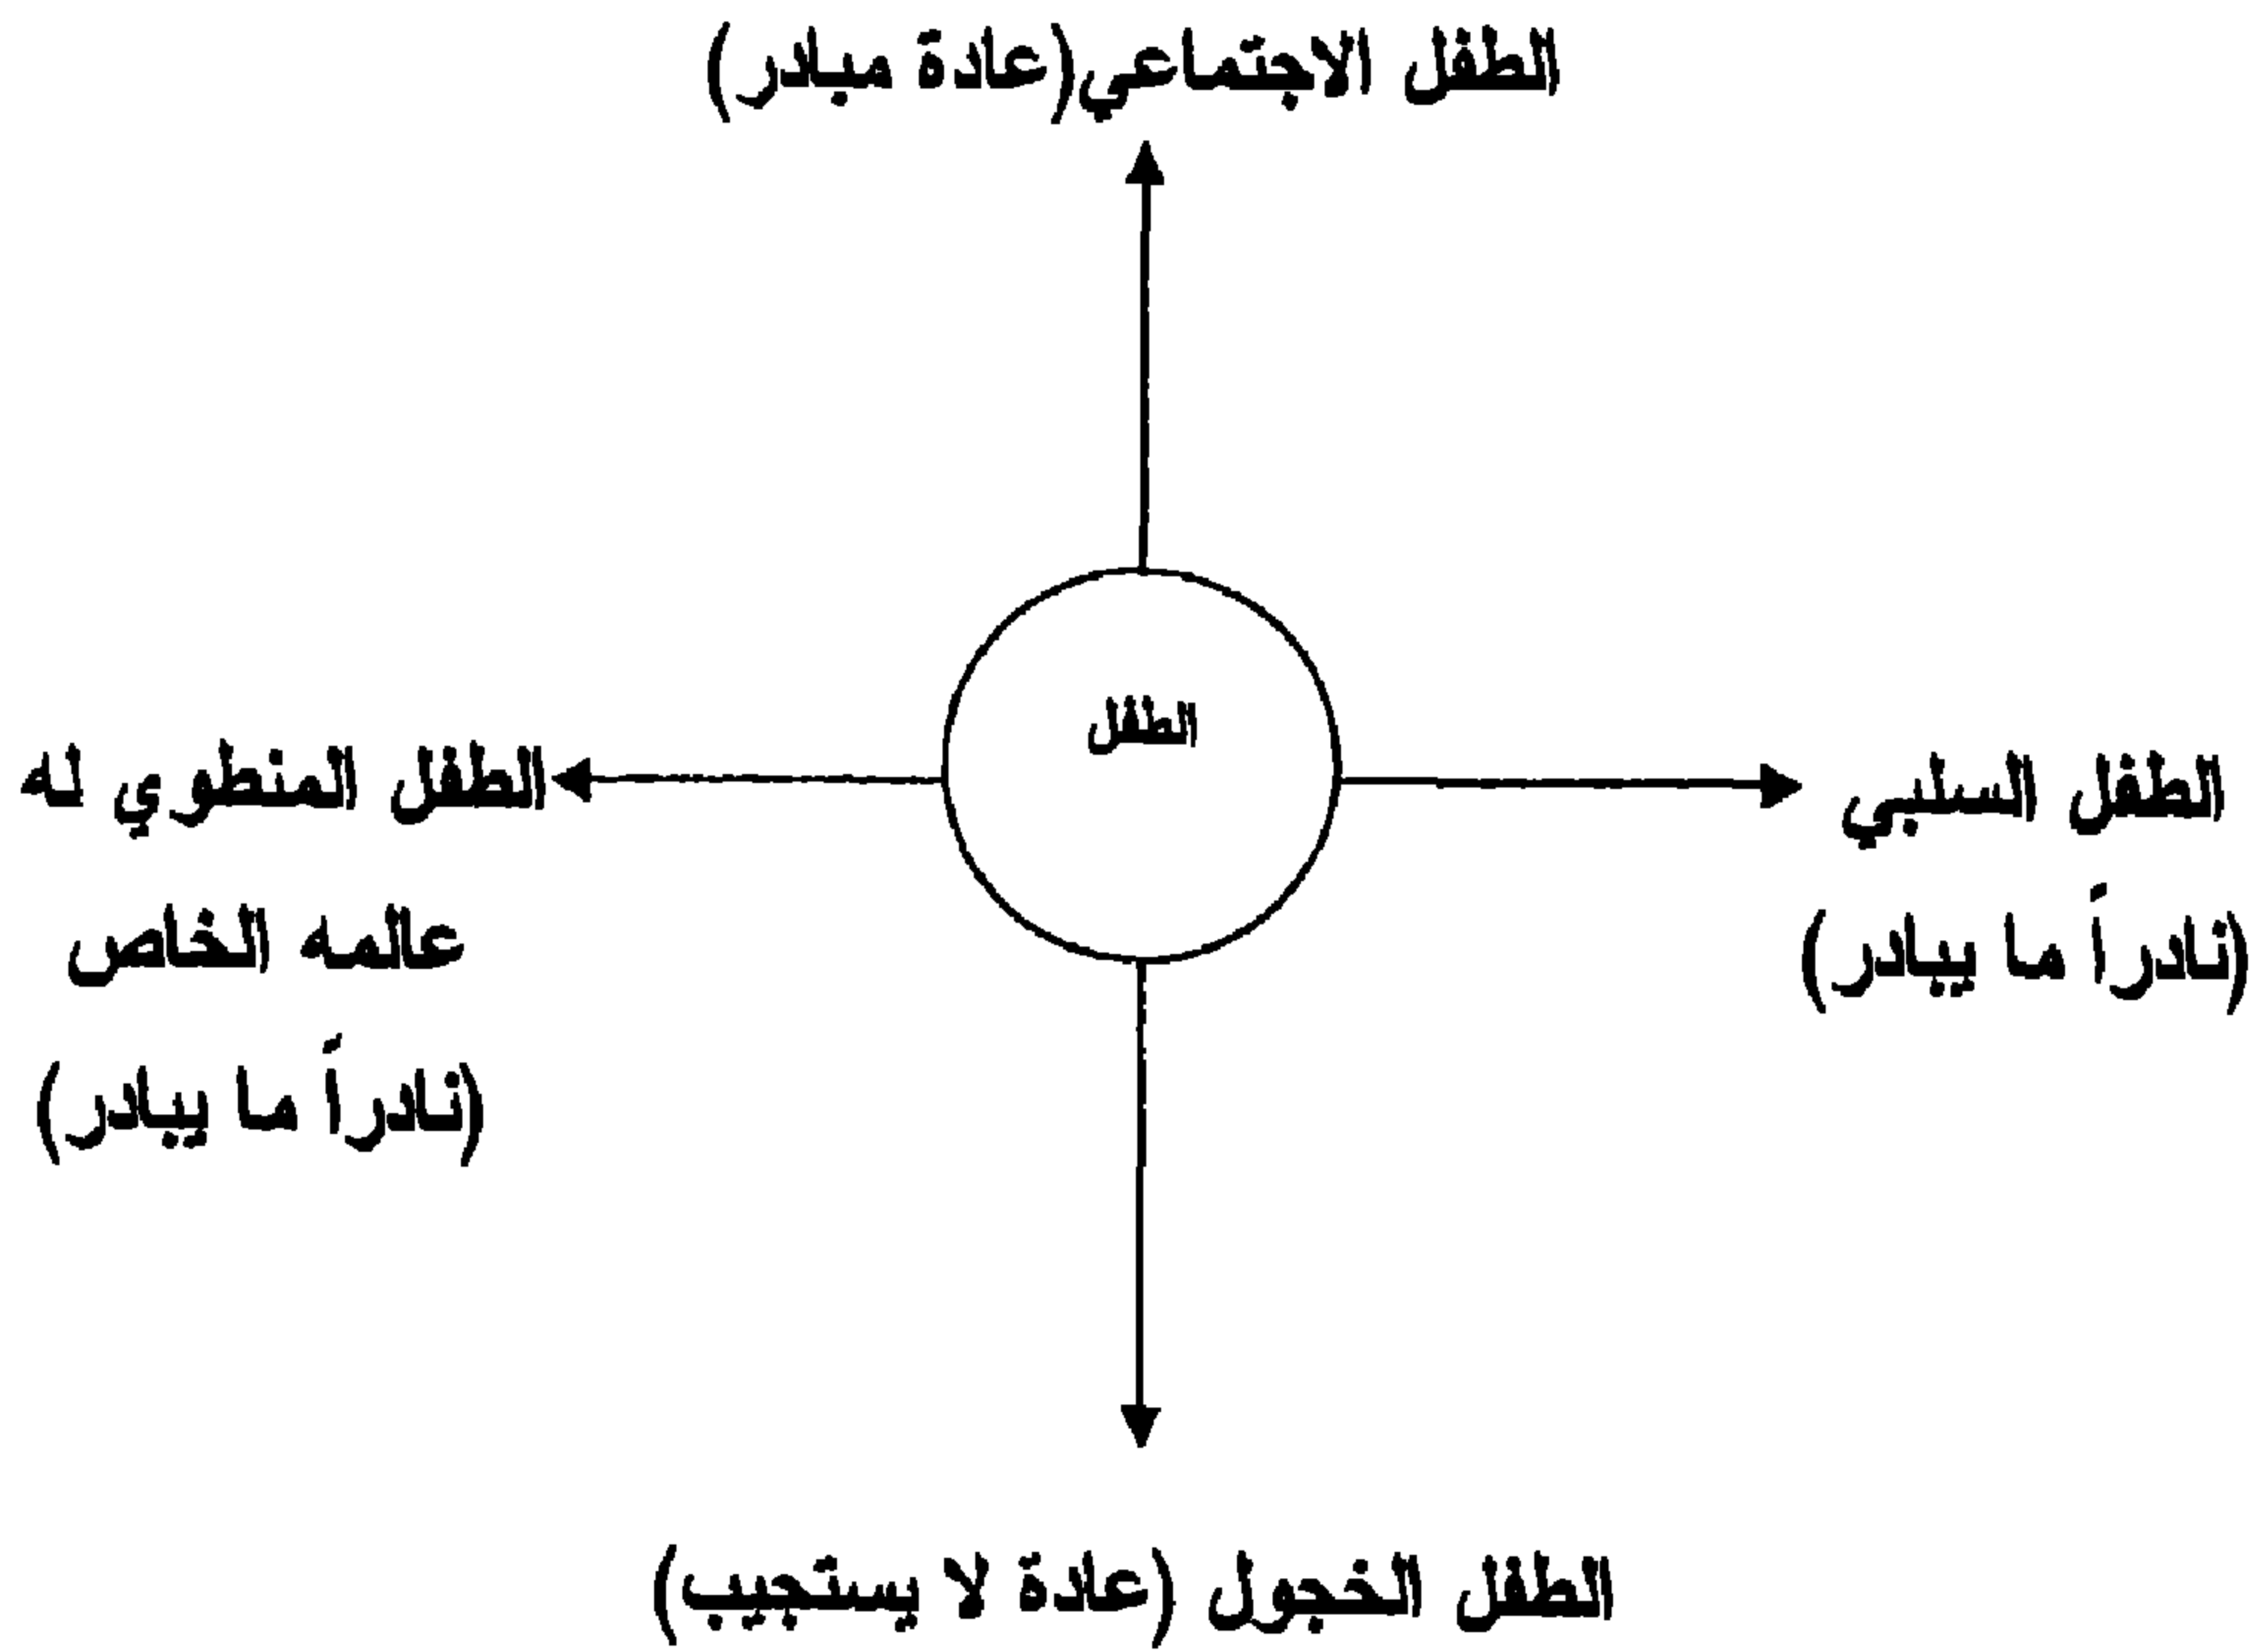 الطفل الاجتماعي(عادة مبادر)
الطفل
الطفل السلبي
(نادراً ما يبادر)
الطفل المنطوي له
عالمه الخاص
(نادراً ما يبادر)
الطفل الخجول (عادة لا يستجيب)